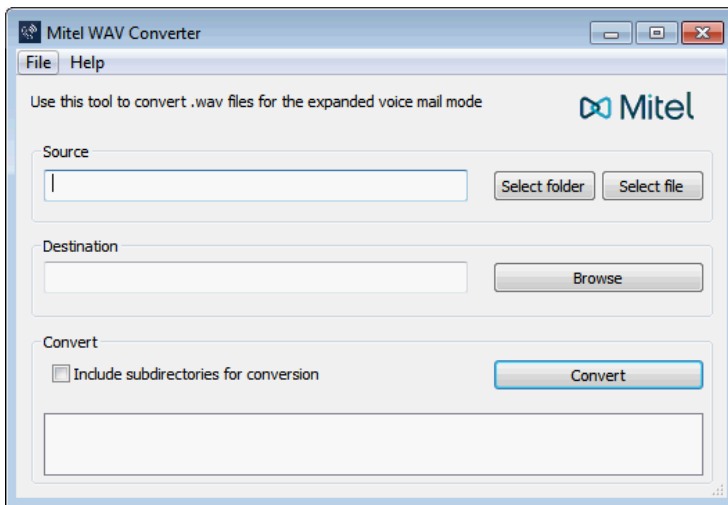 Mitel WAV Converter
File Help
Use this tool to convert .wav files for the expanded voice mail mode
Mitel
Source
Select folder Select file
Destination
Browse
Convert
Include subdirectories for conversion Convert